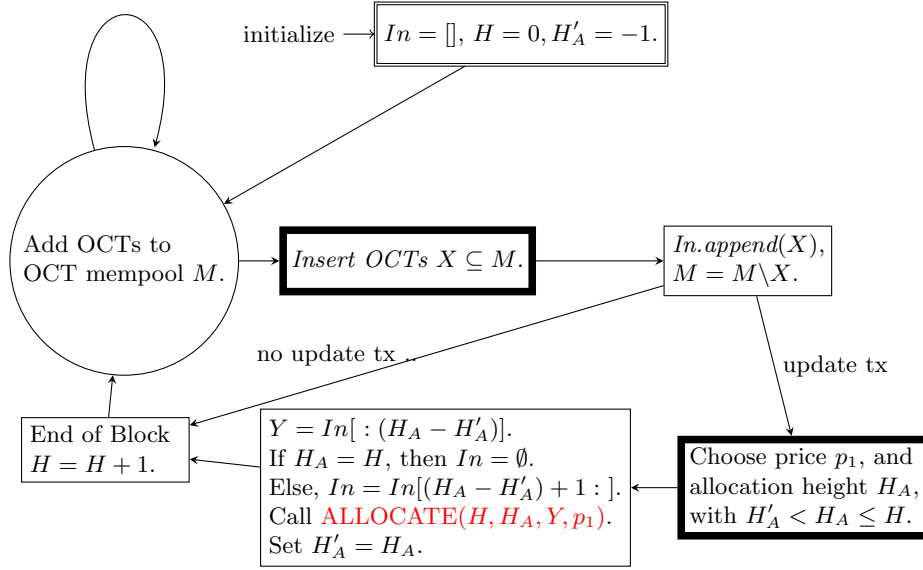 initialize
In = [], H = 0, H′_A = −1.
Add OCTs to
OCT mempool M.
Insert OCTs X ⊆ M.
In.append(X),
M = M\X.
no update tx ..
update tx
End of Block
H = H + 1.
Y = In[ : (H_A − H′_A)].
If H_A = H, then In = ∅.
Else, In = In[(H_A − H′_A) + 1 : ].
Call ALLOCATE(H, H_A, Y, p₁).
Set H′_A = H_A.
Choose price p₁, and
allocation height H_A,
with H′_A < H_A ≤ H.